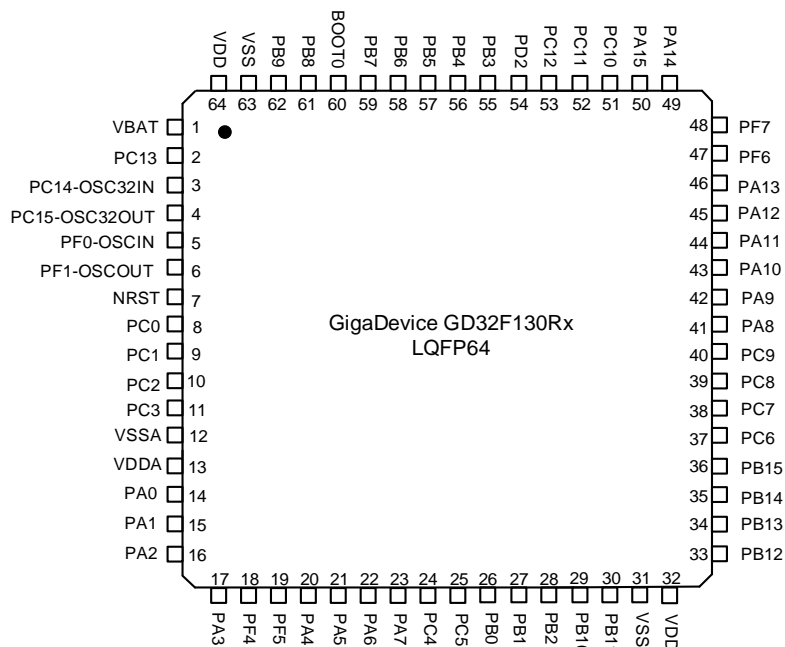 VDD
VSS
PB9
PB8
BOOT0
PB7
PB6
PB5
PB4
PB3
PD2
PC12
PC11
PC10
PA15
PA14
64 63 62 61 60 59 58 57 56 55 54 53 52 51 50 49
VBAT 1
PC13 2
PC14-OSC32IN 3
PC15-OSC32OUT 4
PF0-OSCIN 5
PF1-OSCOUT 6
NRST 7
PC0 8
PC1 9
PC2 10
PC3 11
VSSA 12
VDDA 13
PA0 14
PA1 15
PA2 16
GigaDevice GD32F130Rx
LQFP64
48 PF7
47 PF6
46 PA13
45 PA12
44 PA11
43 PA10
42 PA9
41 PA8
40 PC9
39 PC8
38 PC7
37 PC6
36 PB15
35 PB14
34 PB13
33 PB12
17 18 19 20 21 22 23 24 25 26 27 28 29 30 31 32
PA3
PF4
PF5
PA4
PA5
PA6
PA7
PC4
PC5
PB0
PB1
PB2
VSS
VDD